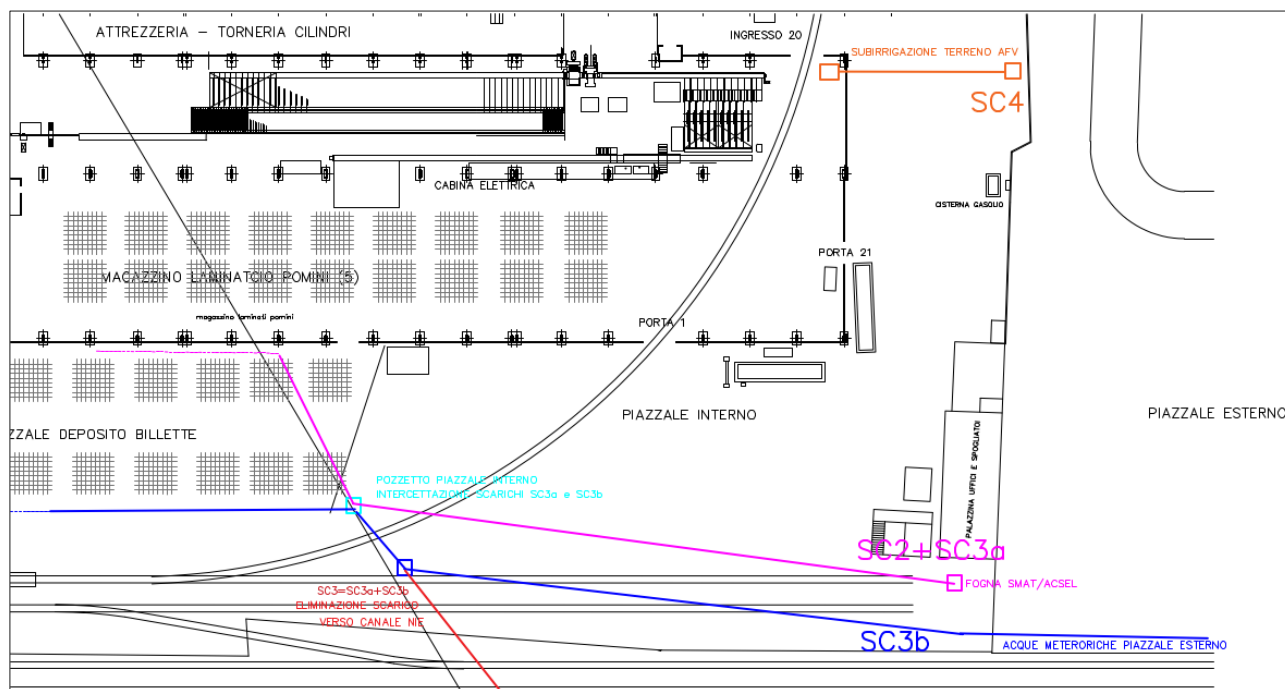 ATTREZZERIA – TORNERIA CILINDRI
INGRESSO 20
SUBIRRIGAZIONE TERRENO AFV
SC4
CABINA ELETTRICA
CISTERNA GASOLIO
PORTA 21
MAGAZZINO LAMINATOIO POMINI (5)
magazzino laminati pomini
PORTA 1
PIAZZALE INTERNO
PIAZZALE ESTERNO
ZZALE DEPOSITO BILLETTE
PALAZZINA UFFICI E SPOGLIATOI
POZZETTO PIAZZALE INTERNO
INTERCETTAZIONE SCARICHI SC3a e SC3b
SC2+SC3a
FOGNA SMAT/ACSEL
SC3=SC3a+SC3b
ELIMINAZIONE SCARICO
VERSO CANALE NIE
SC3b
ACQUE METERORICHE PIAZZALE ESTERNO